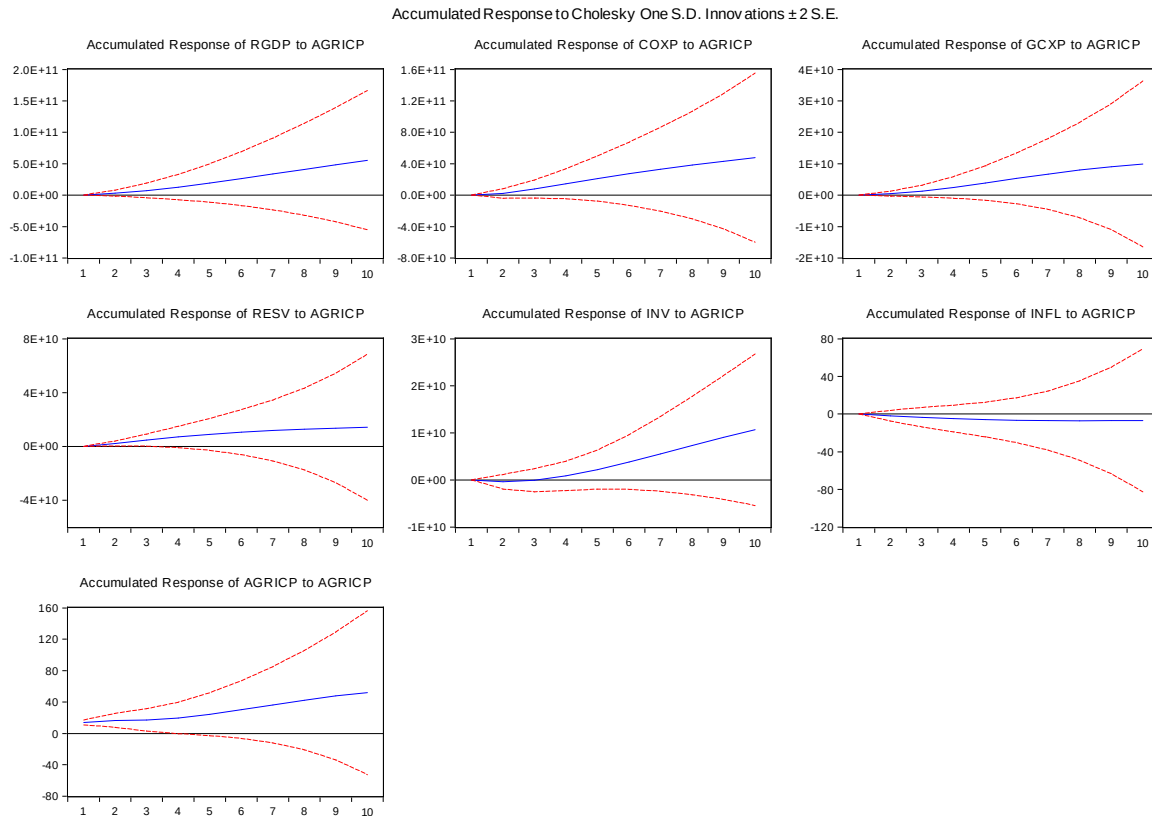 Accumulated Response to Cholesky One S.D. Innovations ± 2 S.E.
Accumulated Response of RGDP to AGRICP
2.0E+11
1.5E+11
1.0E+11
5.0E+10
0.0E+00
-5.0E+10
-1.0E+11
1 2 3 4 5 6 7 8 9 10
Accumulated Response of COXP to AGRICP
1.6E+11
1.2E+11
8.0E+10
4.0E+10
0.0E+00
-4.0E+10
-8.0E+10
1 2 3 4 5 6 7 8 9 10
Accumulated Response of GCXP to AGRICP
4E+10
3E+10
2E+10
1E+10
0E+00
-1E+10
-2E+10
1 2 3 4 5 6 7 8 9 10
Accumulated Response of RESV to AGRICP
8E+10
4E+10
0E+00
-4E+10
1 2 3 4 5 6 7 8 9 10
Accumulated Response of INV to AGRICP
3E+10
2E+10
1E+10
0E+00
-1E+10
1 2 3 4 5 6 7 8 9 10
Accumulated Response of INFL to AGRICP
80
40
0
-40
-80
-120
1 2 3 4 5 6 7 8 9 10
Accumulated Response of AGRICP to AGRICP
160
120
80
40
0
-40
-80
1 2 3 4 5 6 7 8 9 10